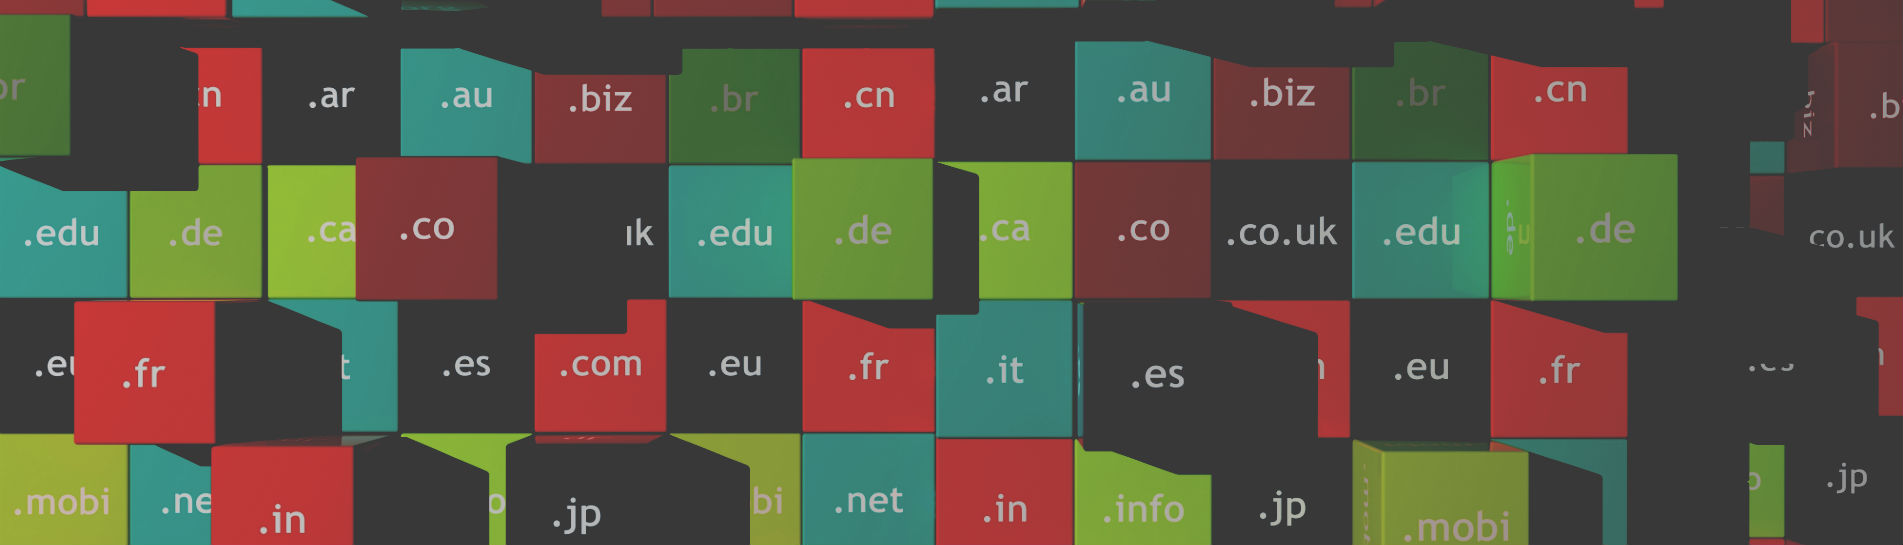 .ar .au .biz .br .cn .ar .au .biz .br .cn
.edu .de .ca .co .edu .de .ca .co .co.uk .edu .de co.uk
.fr .es .com .eu .fr .it .es .eu .fr
.mobi .in .jp .net .in .info .jp .mobi .jp